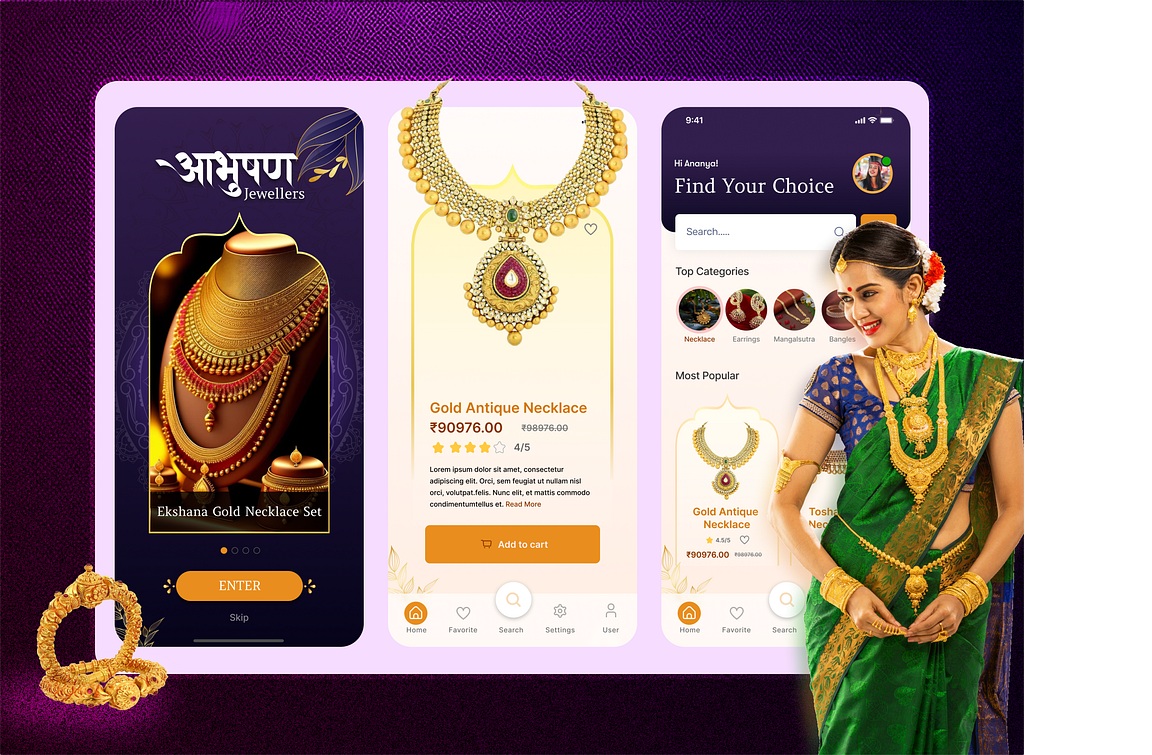 आभुषण
Jewellers
Ekshana Gold Necklace Set
ENTER
Skip
Gold Antique Necklace
₹90976.00 ₹98976.00
4/5
Lorem ipsum dolor sit amet, consectetur
adipiscing elit. Orci, sem feugiat ut nullam nisl
orci, volutpat.felis. Nunc elit, et mattis commodo
condimentumtellus et. Read More
Add to cart
Home Favorite Search Settings User
9:41
Hi Ananya!
Find Your Choice
Search.....
Top Categories
Necklace Earrings Mangalsutra Bangles
Most Popular
Gold Antique
Necklace
4.5/5
₹90976.00 ₹98976.00
Home Favorite Search